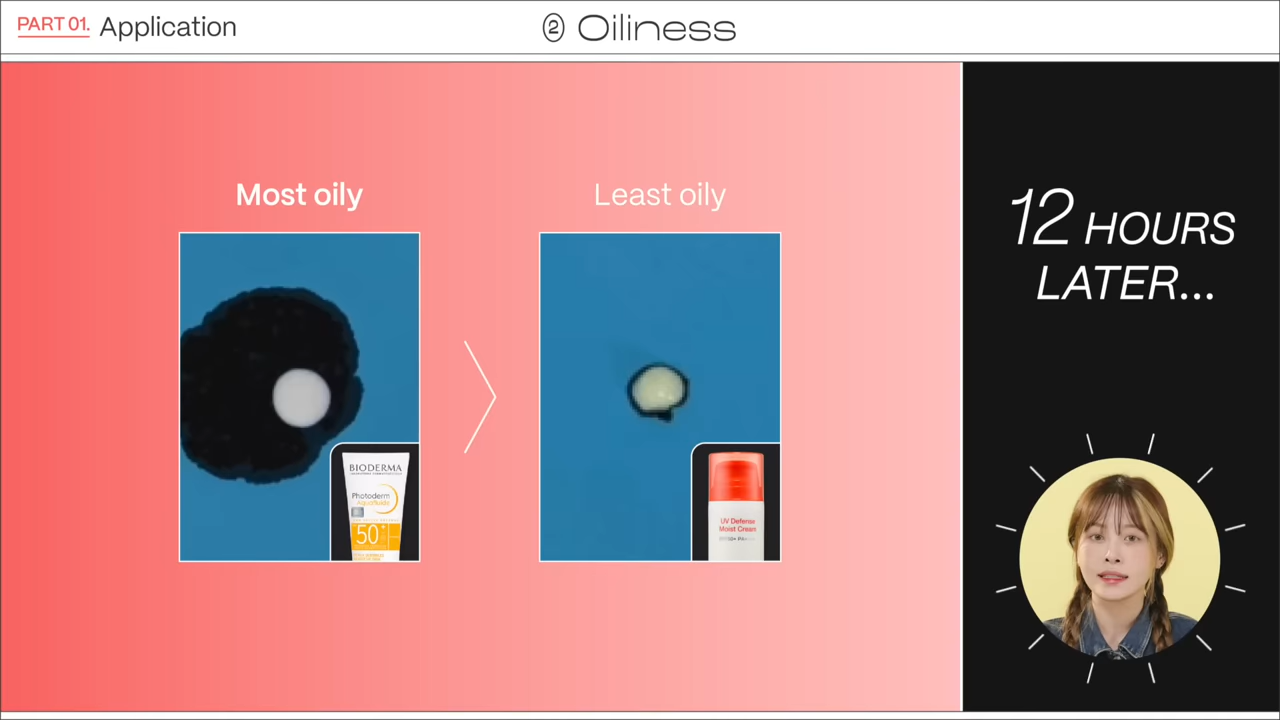 PART 01. Application
② Oiliness
Most oily
Least oily
12 HOURS
LATER...
BIODERMA
Photoderm
Aquafluide
50+
UV Defense
Moist Cream